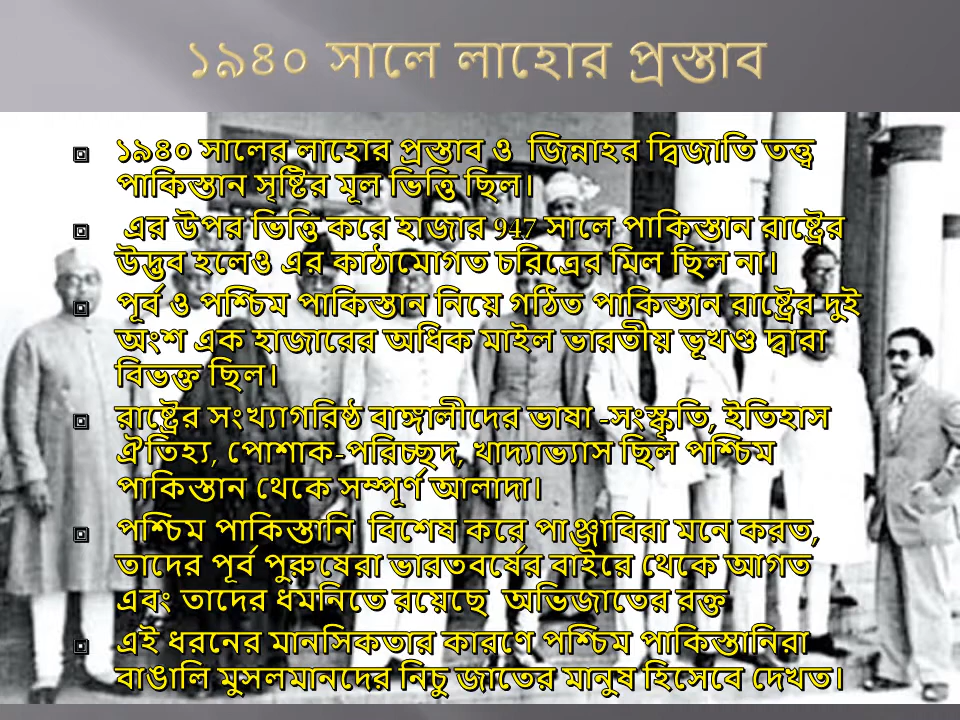 ১৯৪০ সালে লাহোর প্রস্তাব
১৯৪০ সালের লাহোর প্রস্তাব ও জিন্নাহর দ্বিজাতি তত্ত্ব
পাকিস্তান সৃষ্টির মূল ভিত্তি ছিল।
এর উপর ভিত্তি করে হাজার 947 সালে পাকিস্তান রাষ্ট্রের
উদ্ভব হলেও এর কাঠামোগত চরিত্রের মিল ছিল না।
পূর্ব ও পশ্চিম পাকিস্তান নিয়ে গঠিত পাকিস্তান রাষ্ট্রের দুই
অংশ এক হাজারের অধিক মাইল ভারতীয় ভূখণ্ড দ্বারা
বিভক্ত ছিল।
রাষ্ট্রের সংখ্যাগরিষ্ঠ বাঙ্গালীদের ভাষা -সংস্কৃতি, ইতিহাস
ঐতিহ্য, পোশাক-পরিচ্ছদ, খাদ্যাভ্যাস ছিল পশ্চিম
পাকিস্তান থেকে সম্পূর্ণ আলাদা।
পশ্চিম পাকিস্তানি বিশেষ করে পাঞ্জাবিরা মনে করত,
তাদের পূর্ব পুরুষেরা ভারতবর্ষের বাইরে থেকে আগত
এবং তাদের ধমনিতে রয়েছে অভিজাতের রক্ত
এই ধরনের মানসিকতার কারণে পশ্চিম পাকিস্তানিরা
বাঙালি মুসলমানদের নিচু জাতের মানুষ হিসেবে দেখত।